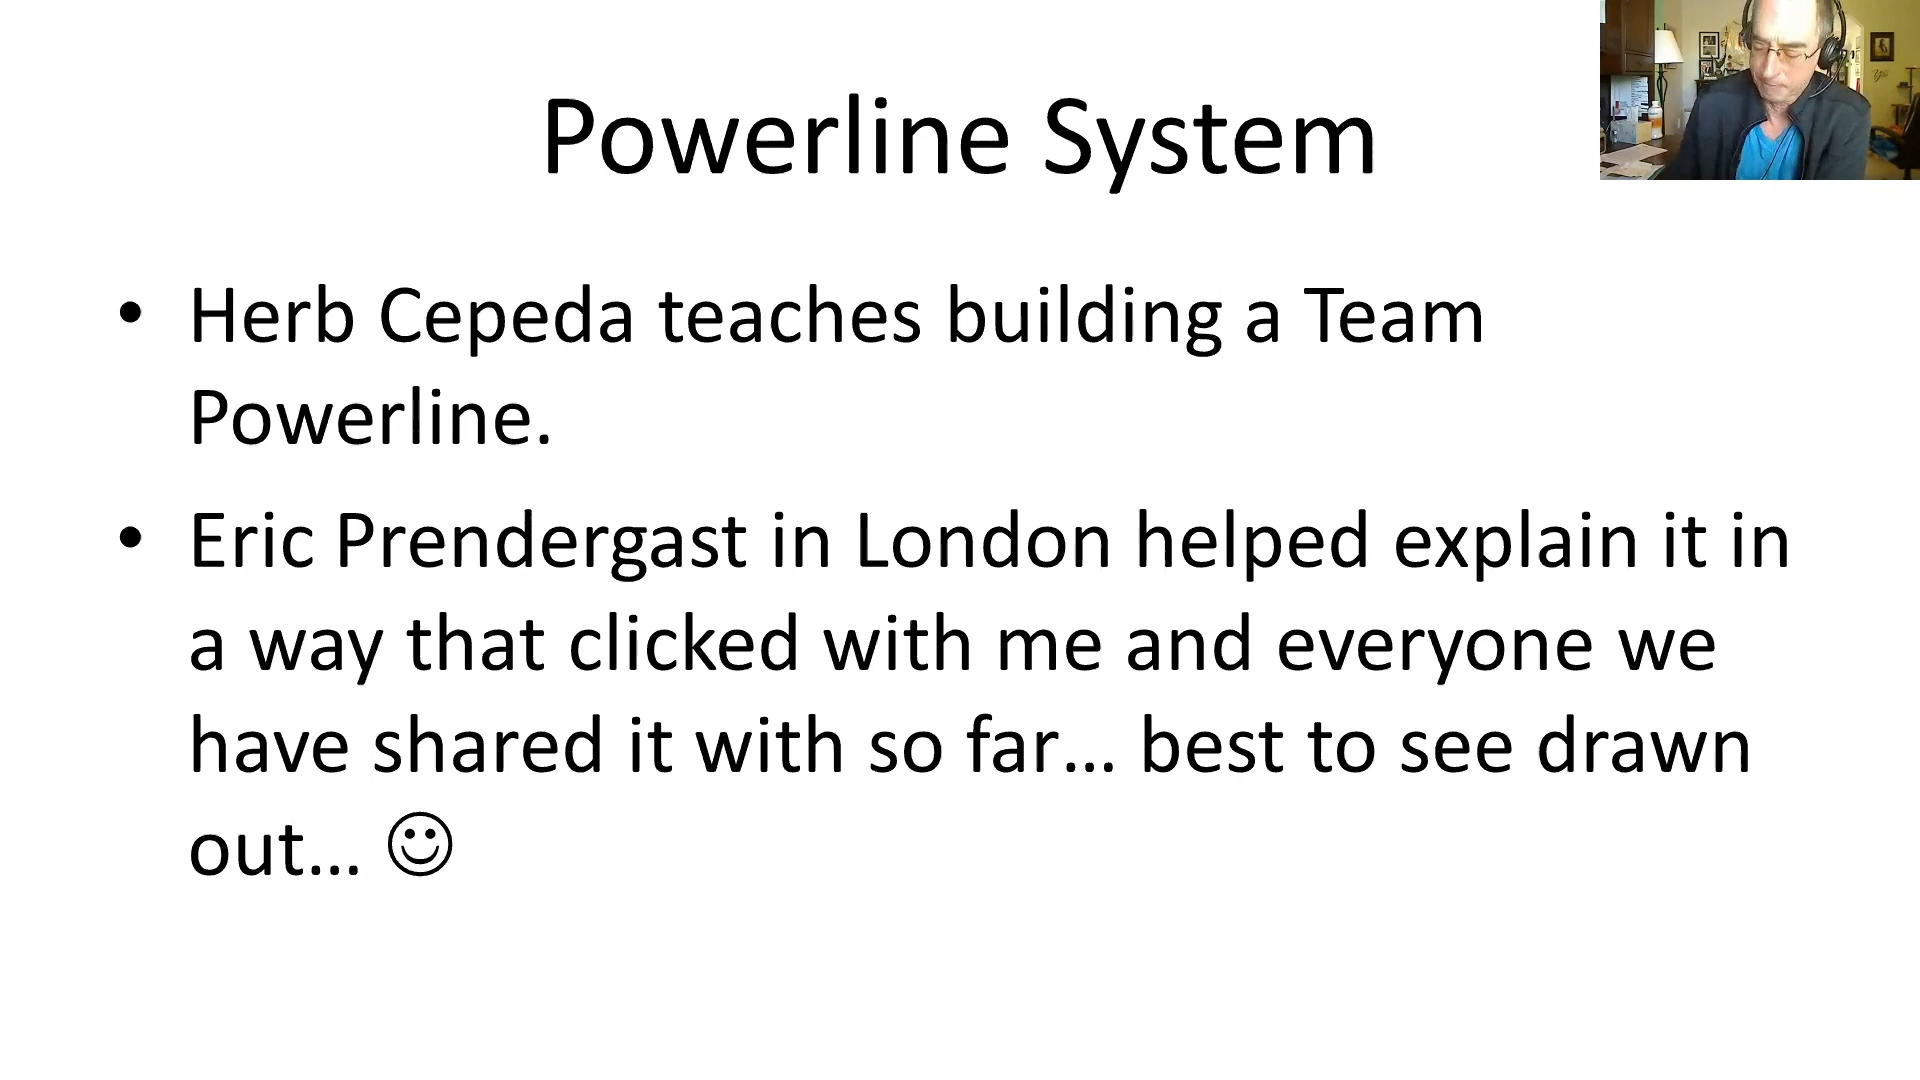 Powerline System
• Herb Cepeda teaches building a Team
Powerline.
• Eric Prendergast in London helped explain it in
a way that clicked with me and everyone we
have shared it with so far… best to see drawn
out… ☺